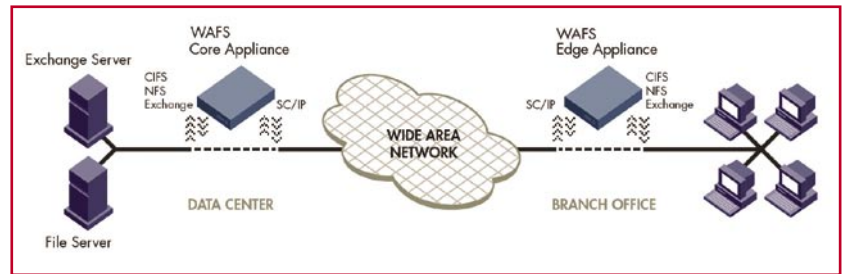 WAFS
Core Appliance
Exchange Server
CIFS
NFS
Exchange
SC/IP
WIDE AREA
NETWORK
WAFS
Edge Appliance
SC/IP
CIFS
NFS
Exchange
DATA CENTER
BRANCH OFFICE
File Server